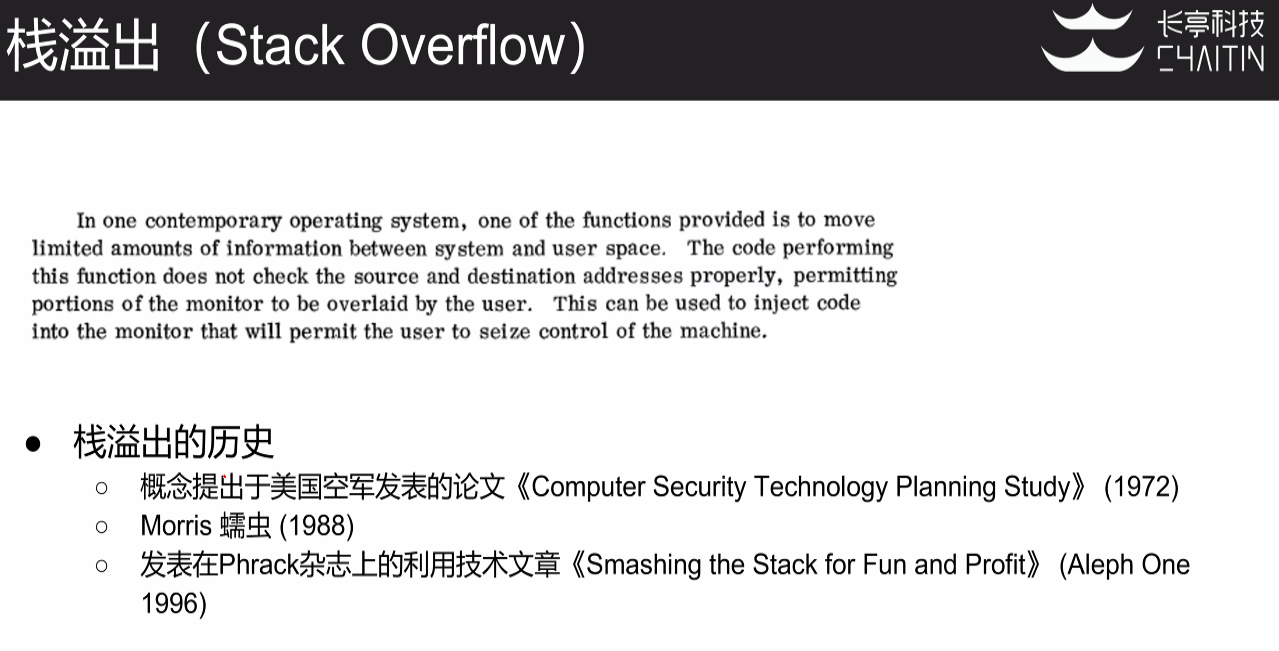 栈溢出（Stack Overflow）
长亭科技
CHAITIN
In one contemporary operating system, one of the functions provided is to move
limited amounts of information between system and user space. The code performing
this function does not check the source and destination addresses properly, permitting
portions of the monitor to be overlaid by the user. This can be used to inject code
into the monitor that will permit the user to seize control of the machine.
● 栈溢出的历史
○ 概念提出于美国空军发表的论文《Computer Security Technology Planning Study》 (1972)
○ Morris 蠕虫 (1988)
○ 发表在Phrack杂志上的利用技术文章《Smashing the Stack for Fun and Profit》 (Aleph One
1996)